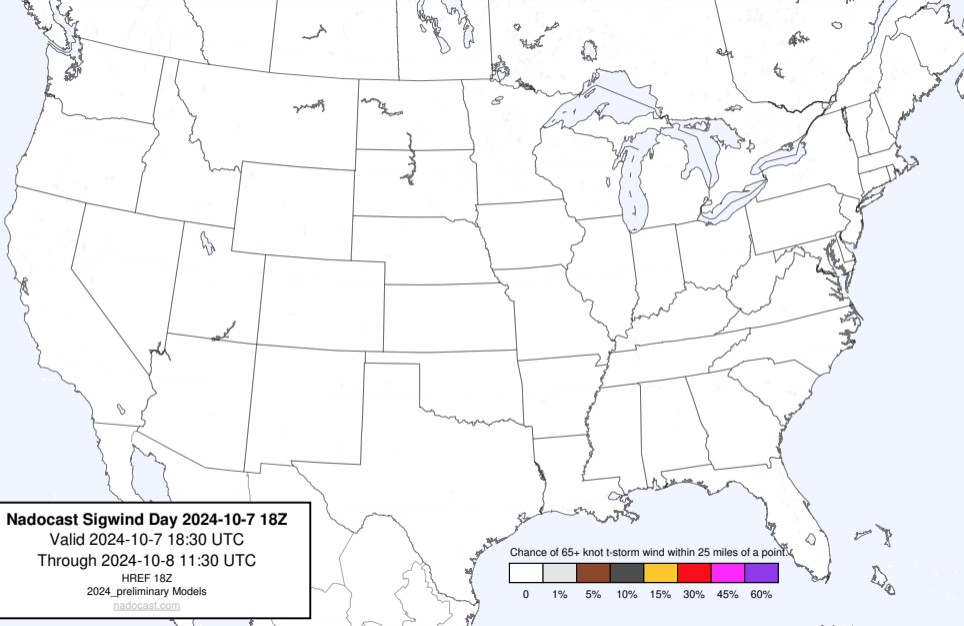 Nadocast Sigwind Day 2024-10-7 18Z
Valid 2024-10-7 18:30 UTC
Through 2024-10-8 11:30 UTC
HREF 18Z
2024_preliminary Models
nadocast.com
Chance of 65+ knot t-storm wind within 25 miles of a point.
0 1% 5% 10% 15% 30% 45% 60%